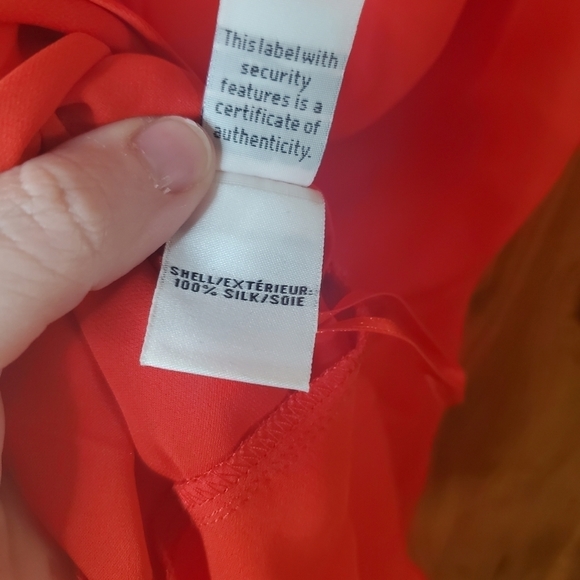 This label with
security
features is a
certificate of
authenticity.
SHELL/EXTÉRIEUR:
100% SILK/SOIE